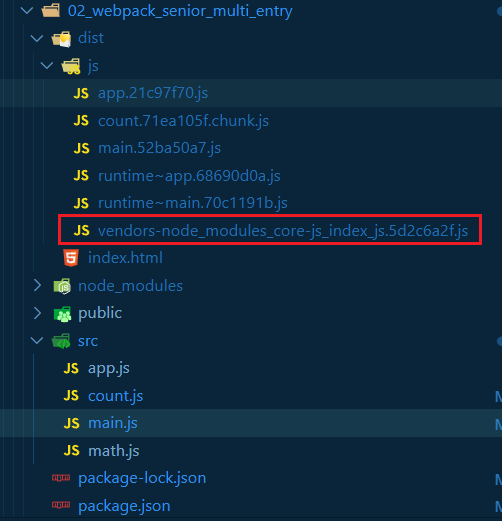 02_webpack_senior_multi_entry
dist
js
JS app.21c97f70.js
JS count.71ea105f.chunk.js
JS main.52ba50a7.js
JS runtime~app.68690d0a.js
JS runtime~main.70c1191b.js
JS vendors-node_modules_core-js_index_js.5d2c6a2f.js
index.html
node_modules
public
src
JS app.js
JS count.js M
JS main.js M
JS math.js M
package-lock.json M
package.json M